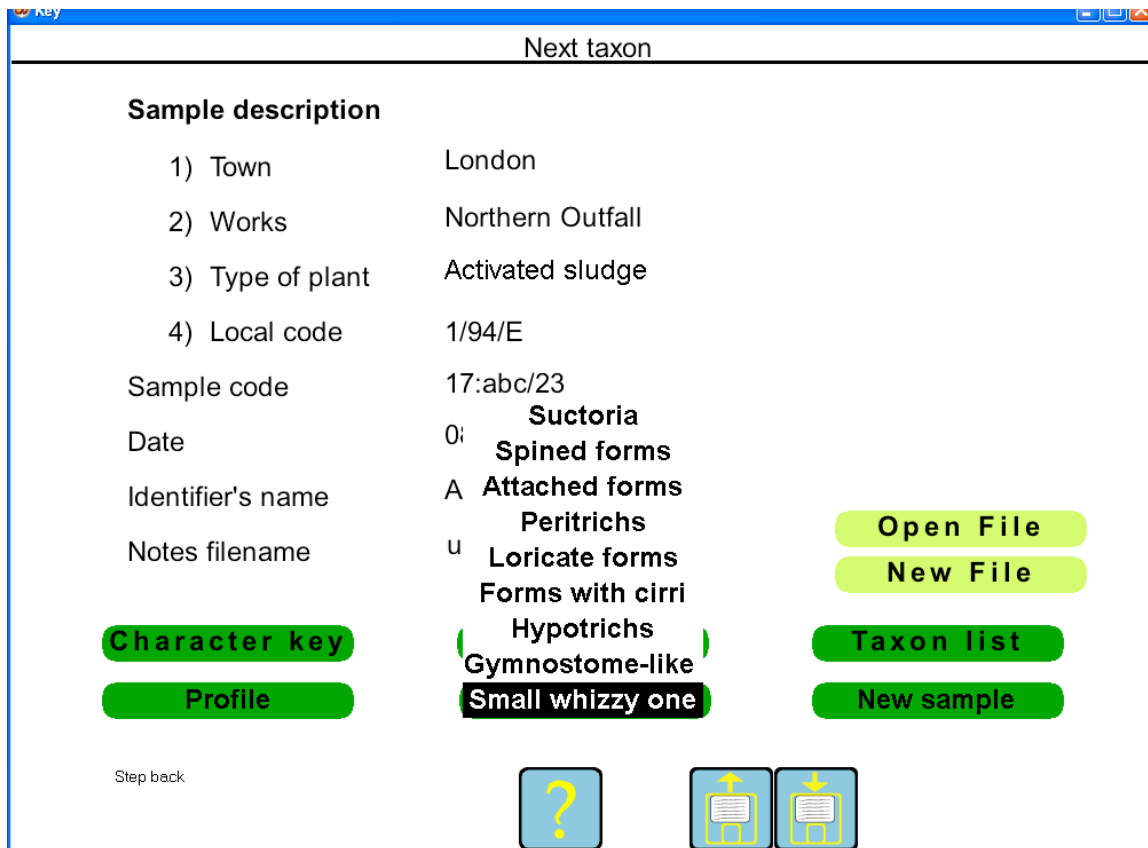 Key
Next taxon
Sample description
1) Town London
2) Works Northern Outfall
3) Type of plant Activated sludge
4) Local code 1/94/E
Sample code 17:abc/23
Suctoria
Date
Spined forms
Identifier's name A Attached forms
Peritrichs
Open File
Notes filename u Loricate forms
New File
Forms with cirri
Hypotrichs
Character key Taxon list
Gymnostome-like
Profile Small whizzy one New sample
Step back
?